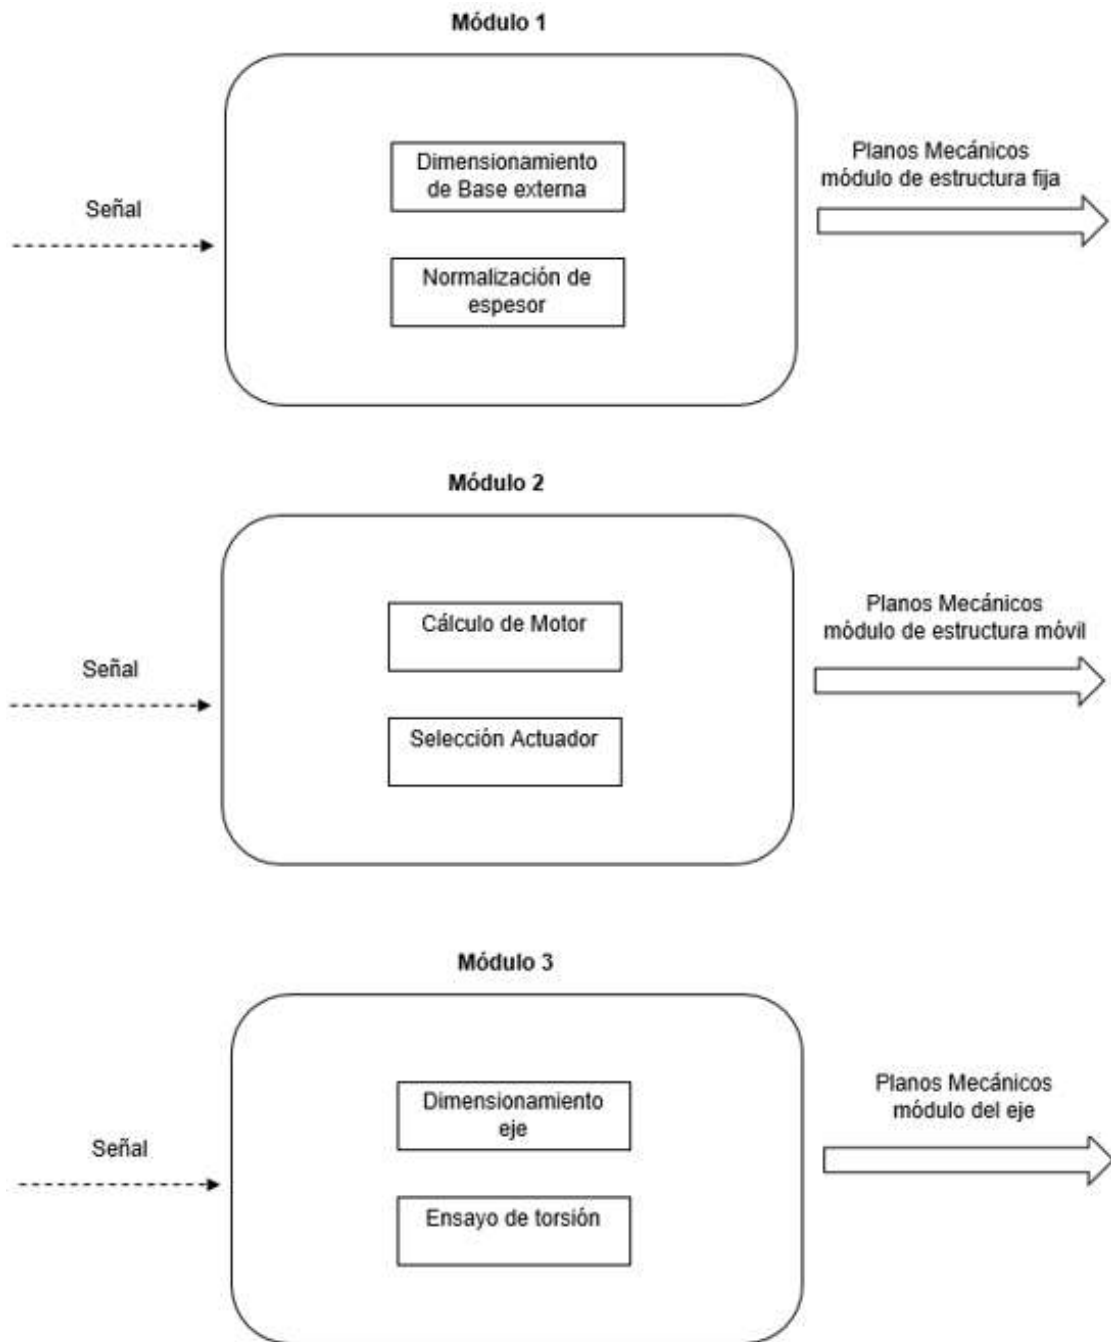 Módulo 1
Dimensionamiento
de Base externa
Planos Mecánicos
módulo de estructura fija
Señal
Normalización de
espesor
Módulo 2
Cálculo de Motor
Planos Mecánicos
módulo de estructura móvil
Señal
Selección Actuador
Módulo 3
Dimensionamiento
eje
Planos Mecánicos
módulo del eje
Señal
Ensayo de torsión